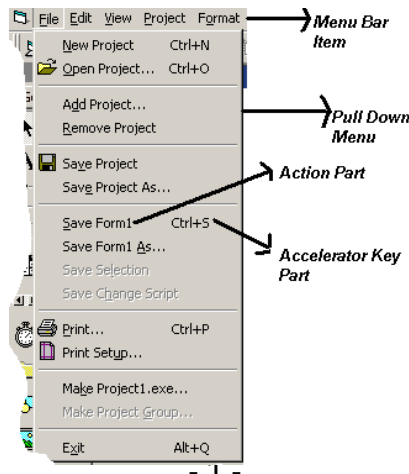 File Edit View Project Format
Menu Bar
Item
New Project Ctrl+N
Open Project... Ctrl+O
Add Project...
Remove Project
Pull Down
Menu
Save Project
Save Project As...
Action Part
Save Form1 Ctrl+S
Save Form1 As...
Accelerator Key
Part
Save Selection
Save Change Script
Print... Ctrl+P
Print Setup...
Make Project1.exe...
Make Project Group...
Exit Alt+Q